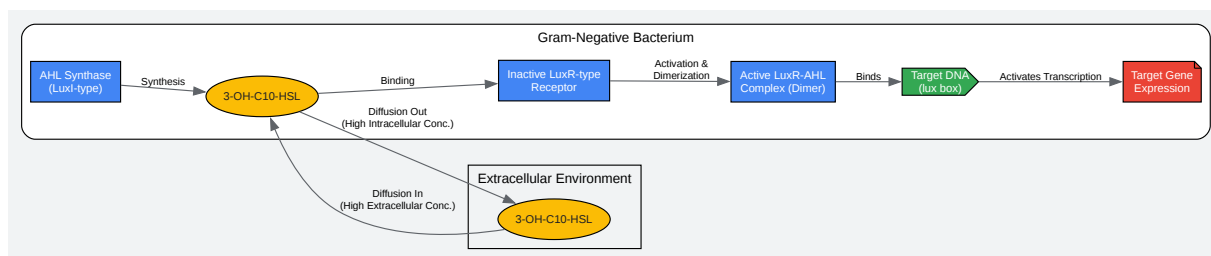 Gram-Negative Bacterium
AHL Synthase
(LuxI-type)
Synthesis
3-OH-C10-HSL
Binding
Inactive LuxR-type
Receptor
Activation &
Dimerization
Active LuxR-AHL
Complex (Dimer)
Binds
Target DNA
(lux box)
Activates Transcription
Target Gene
Expression
Diffusion Out
(High Intracellular Conc.)
Extracellular Environment
Diffusion In
(High Extracellular Conc.)
3-OH-C10-HSL